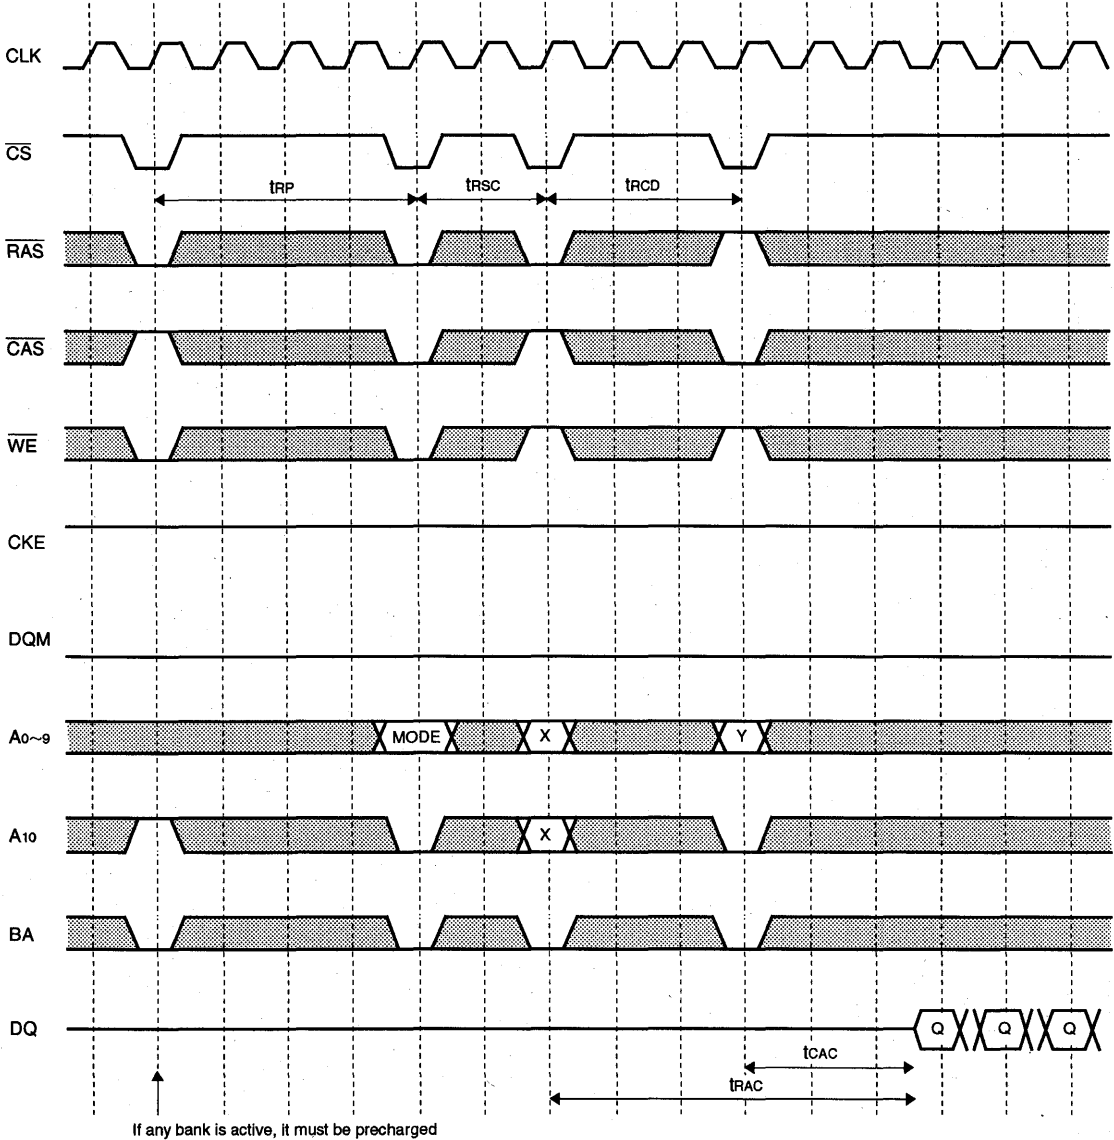 CLK
CS
tRP tRSC tRCD
RAS
CAS
WE
CKE
DQM
A0~9 MODE X Y
A10 X
BA
DQ Q Q Q
tCAC
tRAC
If any bank is active, it must be precharged